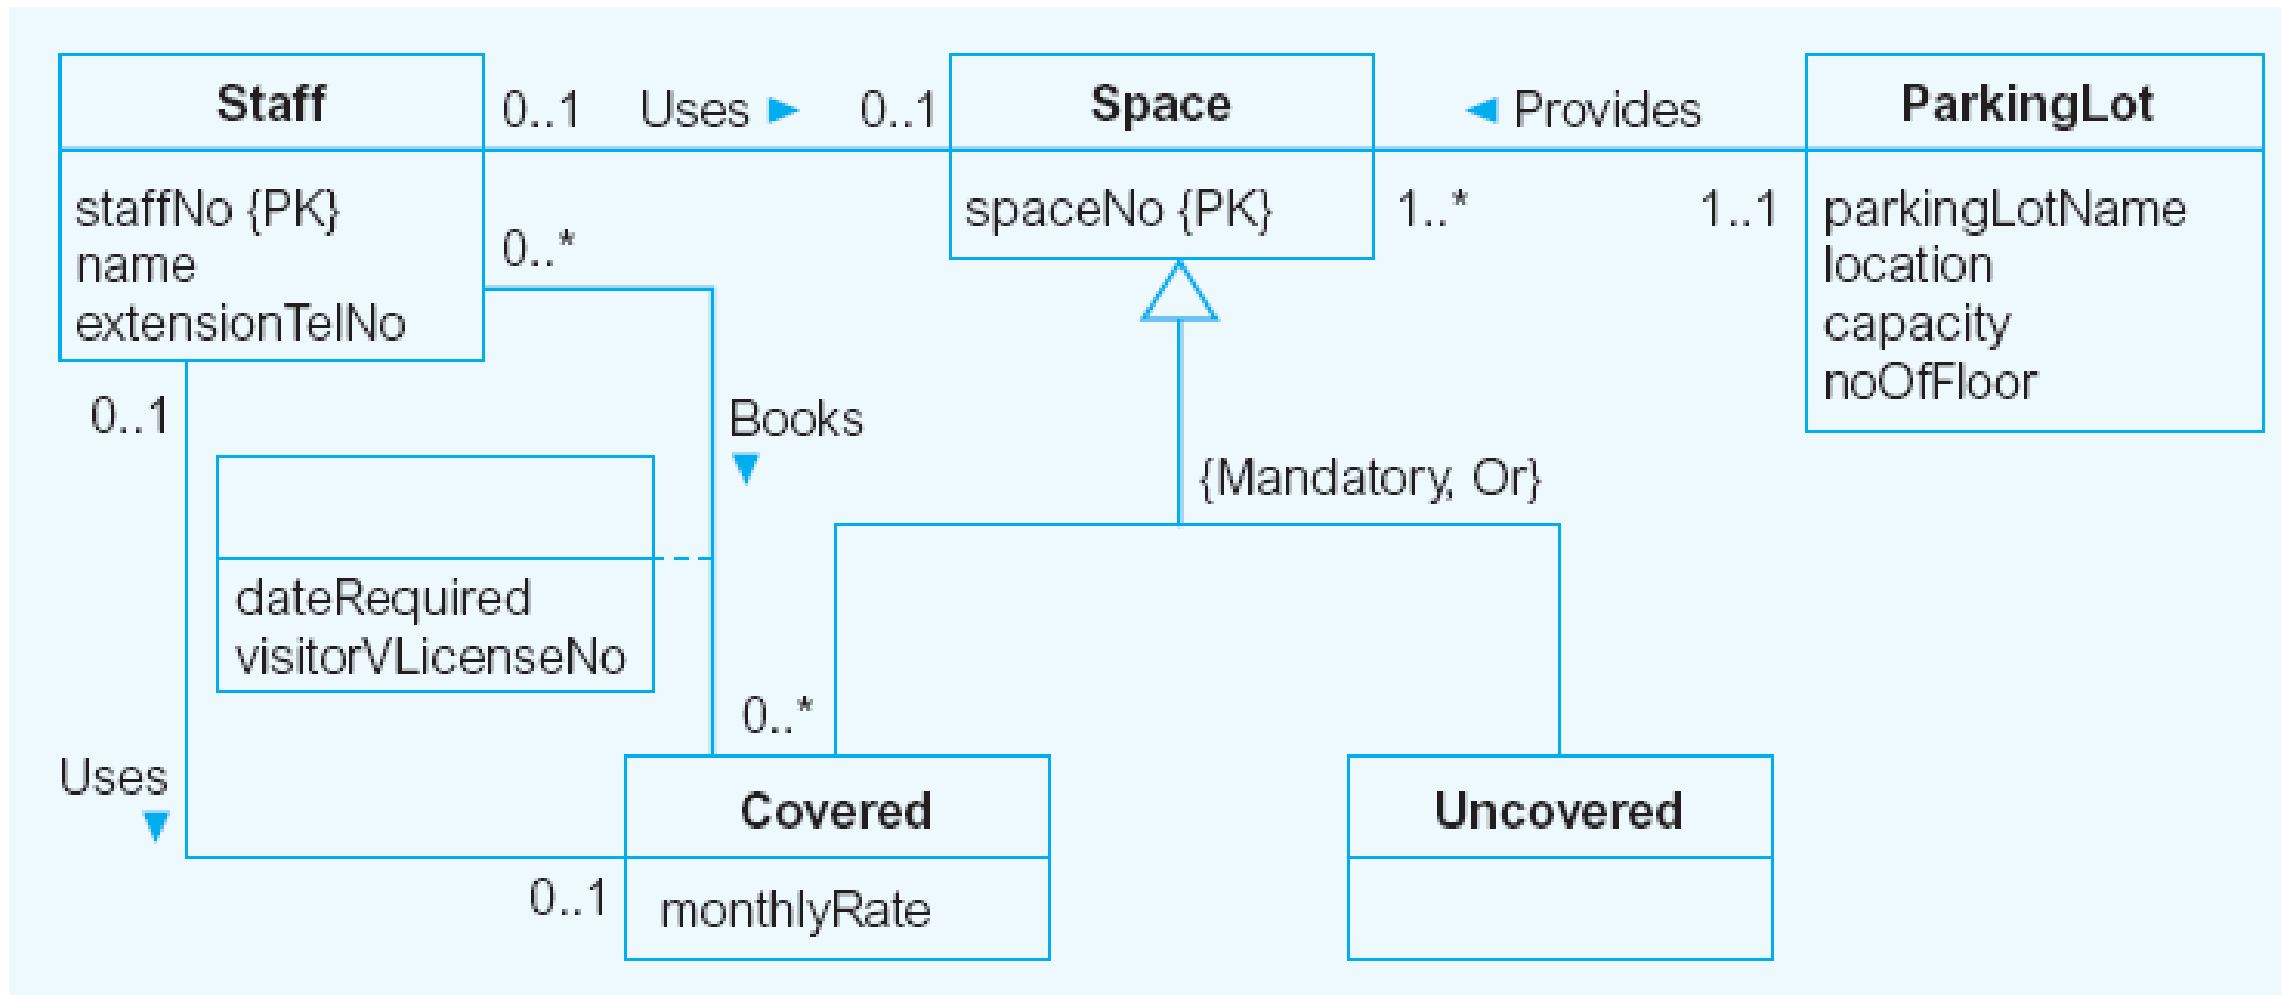 Staff
0..1
Uses
0..1
Space
Provides
ParkingLot
staffNo {PK}
name
extensionTelNo
0..*
spaceNo {PK}
1..*
1..1
parkingLotName
location
capacity
noOfFloor
0..1
Books
{Mandatory, Or}
dateRequired
visitorVLicenseNo
0..*
Uses
Covered
Uncovered
0..1
monthlyRate